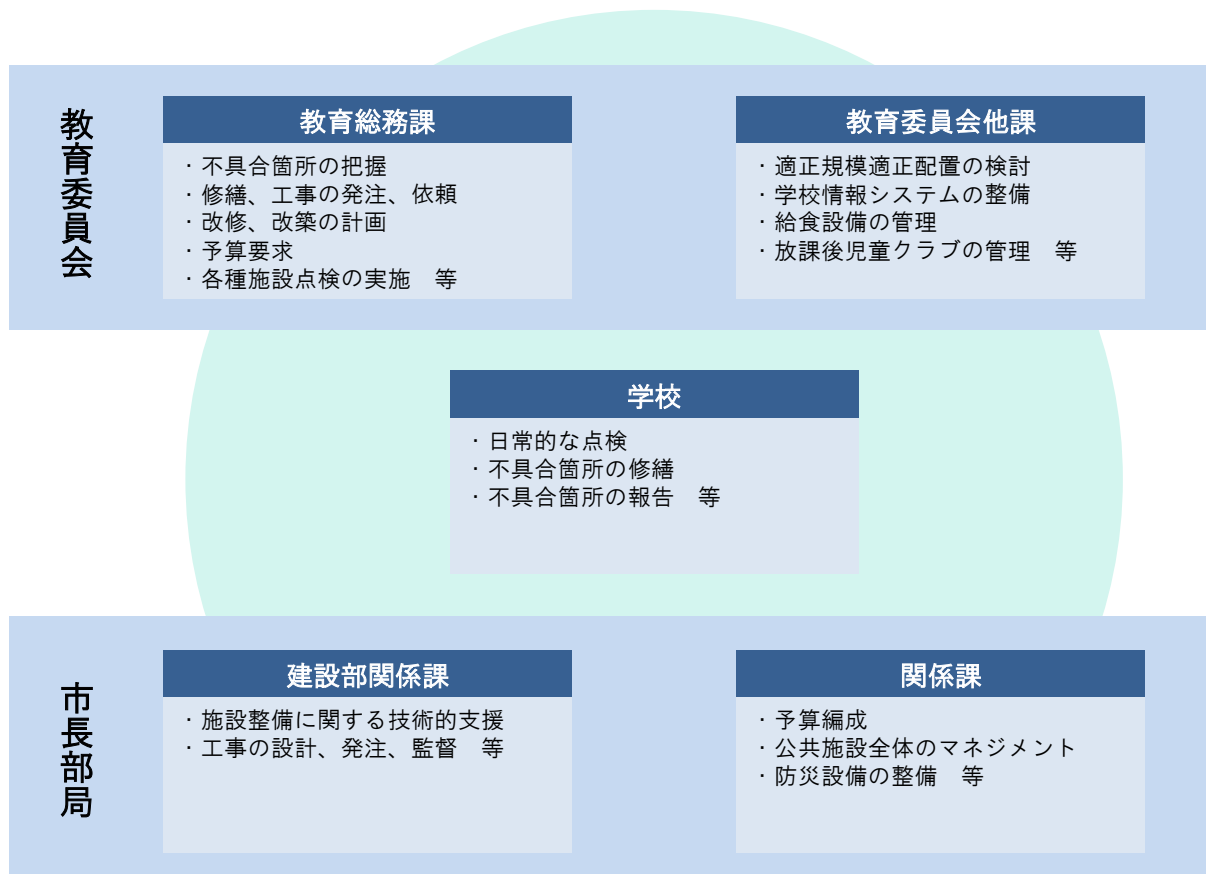 教育委員会
教育総務課
・不具合箇所の把握
・修繕、工事の発注、依頼
・改修、改築の計画
・予算要求
・各種施設点検の実施　等
教育委員会他課
・適正規模適正配置の検討
・学校情報システムの整備
・給食設備の管理
・放課後児童クラブの管理　等
学校
・日常的な点検
・不具合箇所の修繕
・不具合箇所の報告　等
市長部局
建設部関係課
・施設整備に関する技術的支援
・工事の設計、発注、監督　等
関係課
・予算編成
・公共施設全体のマネジメント
・防災設備の整備　等